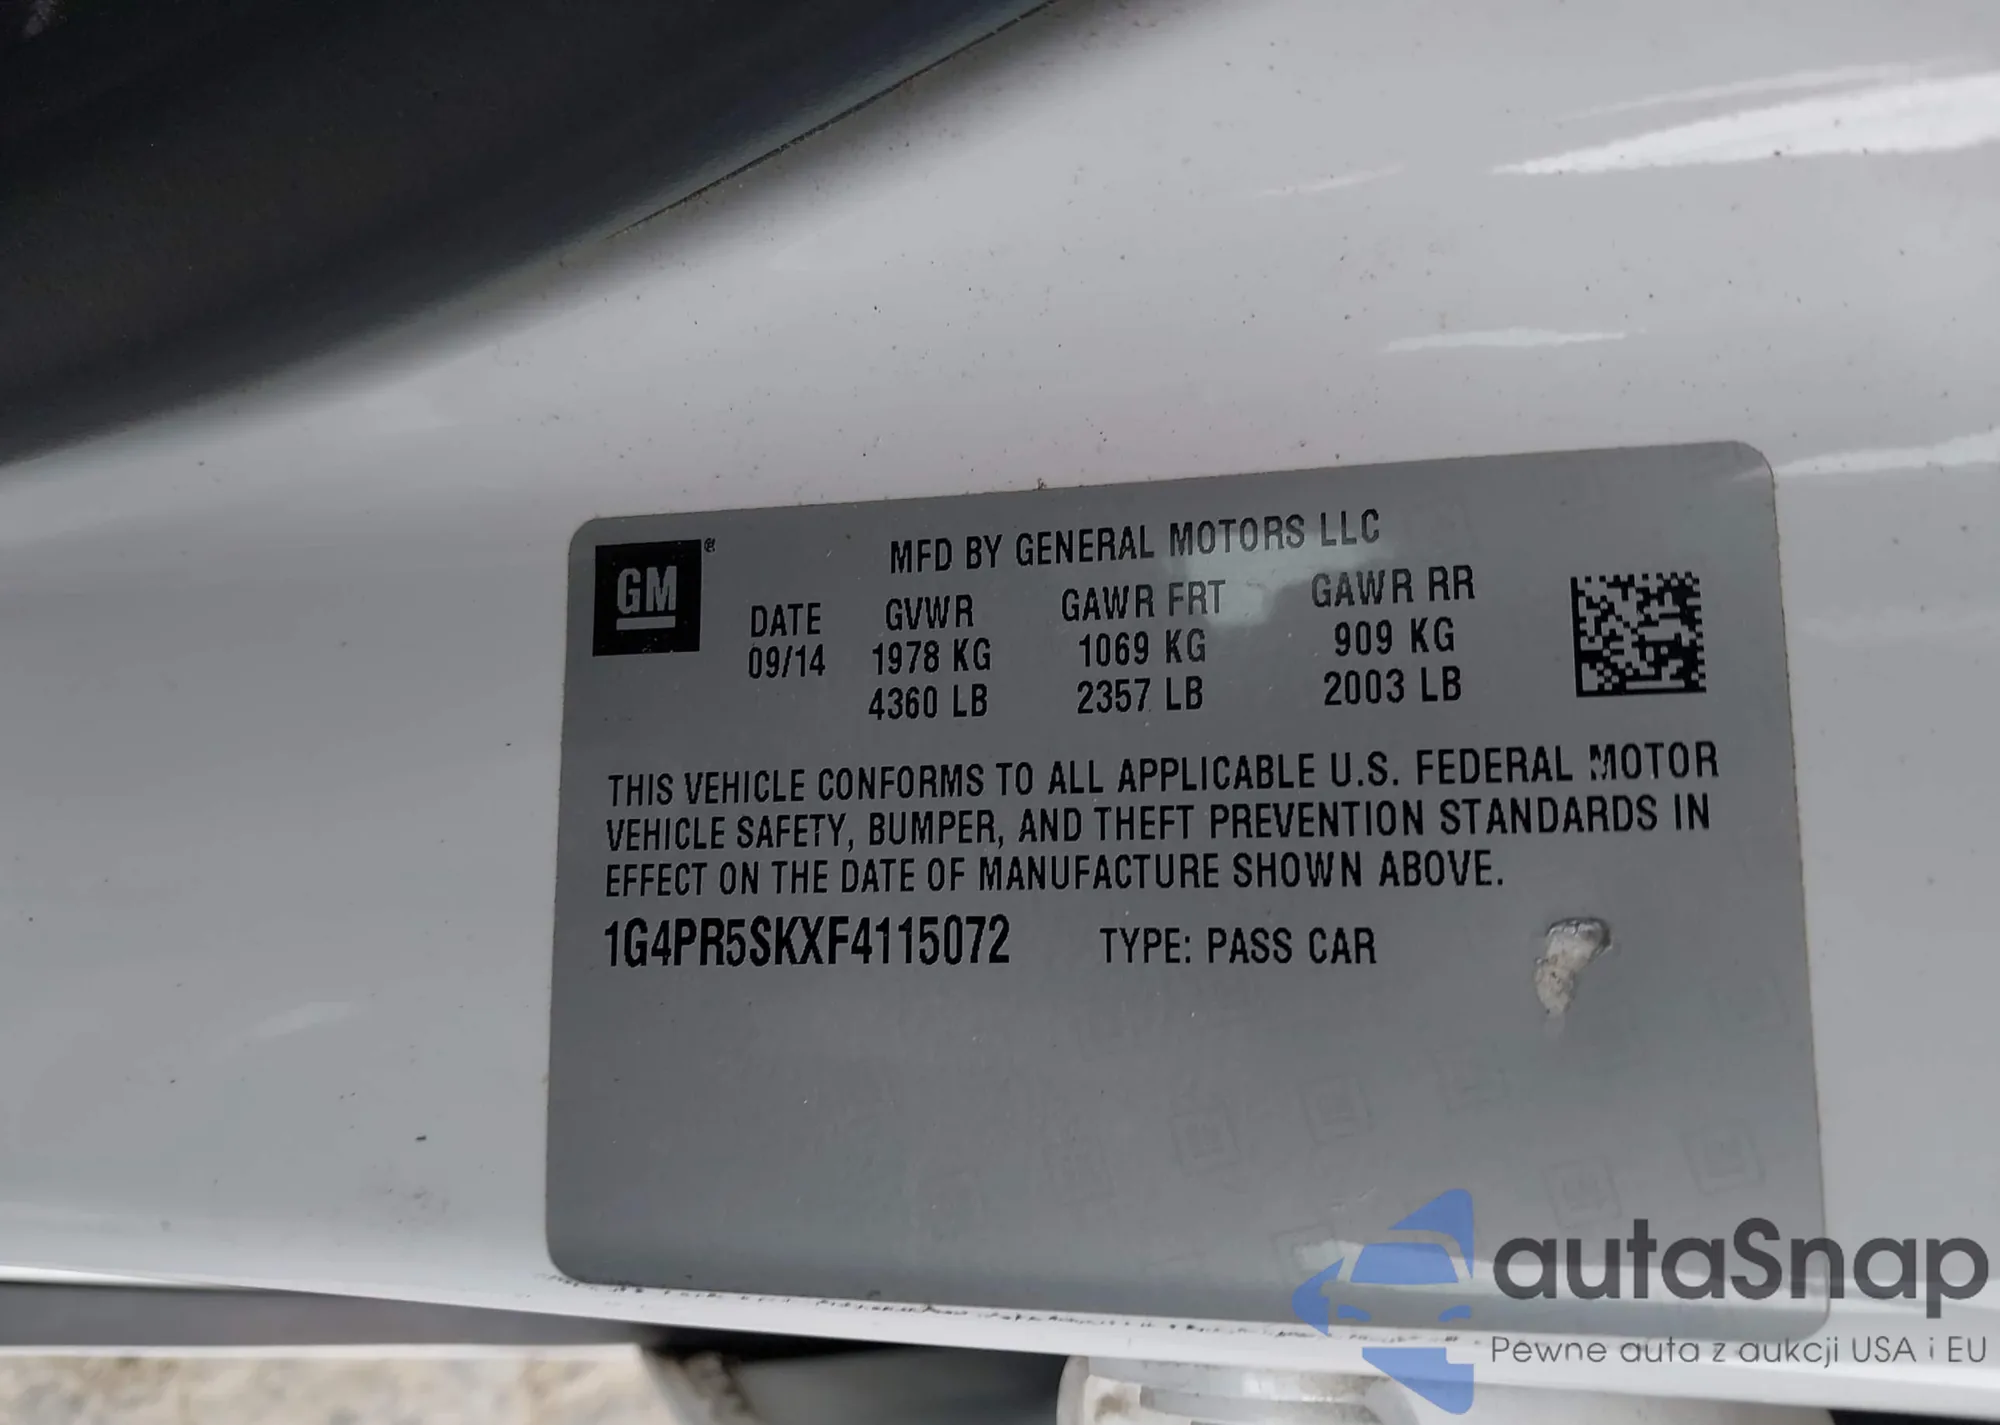 GM®
MFD BY GENERAL MOTORS LLC
DATE GVWR GAWR FRT GAWR RR
09/14 1978 KG 1069 KG 909 KG
4360 LB 2357 LB 2003 LB
THIS VEHICLE CONFORMS TO ALL APPLICABLE U.S. FEDERAL MOTOR
VEHICLE SAFETY, BUMPER, AND THEFT PREVENTION STANDARDS IN
EFFECT ON THE DATE OF MANUFACTURE SHOWN ABOVE.
1G4PR5SKXF4115072 TYPE: PASS CAR
autaSnap
Pewne auta z aukcji USA i EU